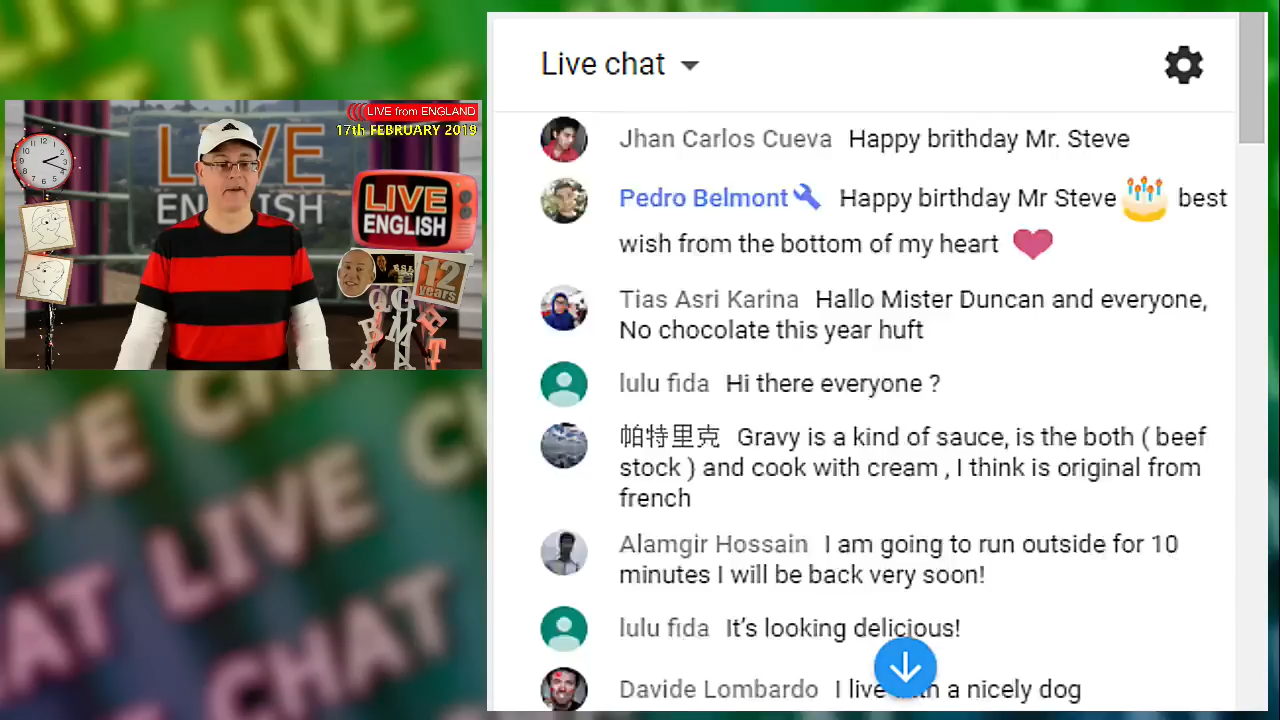 LIVE from ENGLAND
17th FEBRUARY 2019
LIVE
ENGLISH
LIVE
ENGLISH
12
years
Live chat
Jhan Carlos Cueva Happy brithday Mr. Steve
Pedro Belmont Happy birthday Mr Steve best
wish from the bottom of my heart
Tias Asri Karina Hallo Mister Duncan and everyone,
No chocolate this year huft
lulu fida Hi there everyone ?
帕特里克 Gravy is a kind of sauce, is the both ( beef
stock ) and cook with cream , I think is original from
french
Alamgir Hossain I am going to run outside for 10
minutes I will be back very soon!
lulu fida It's looking delicious!
Davide Lombardo I live a nicely dog
LIVE
CHAT
LIVE
CHAT